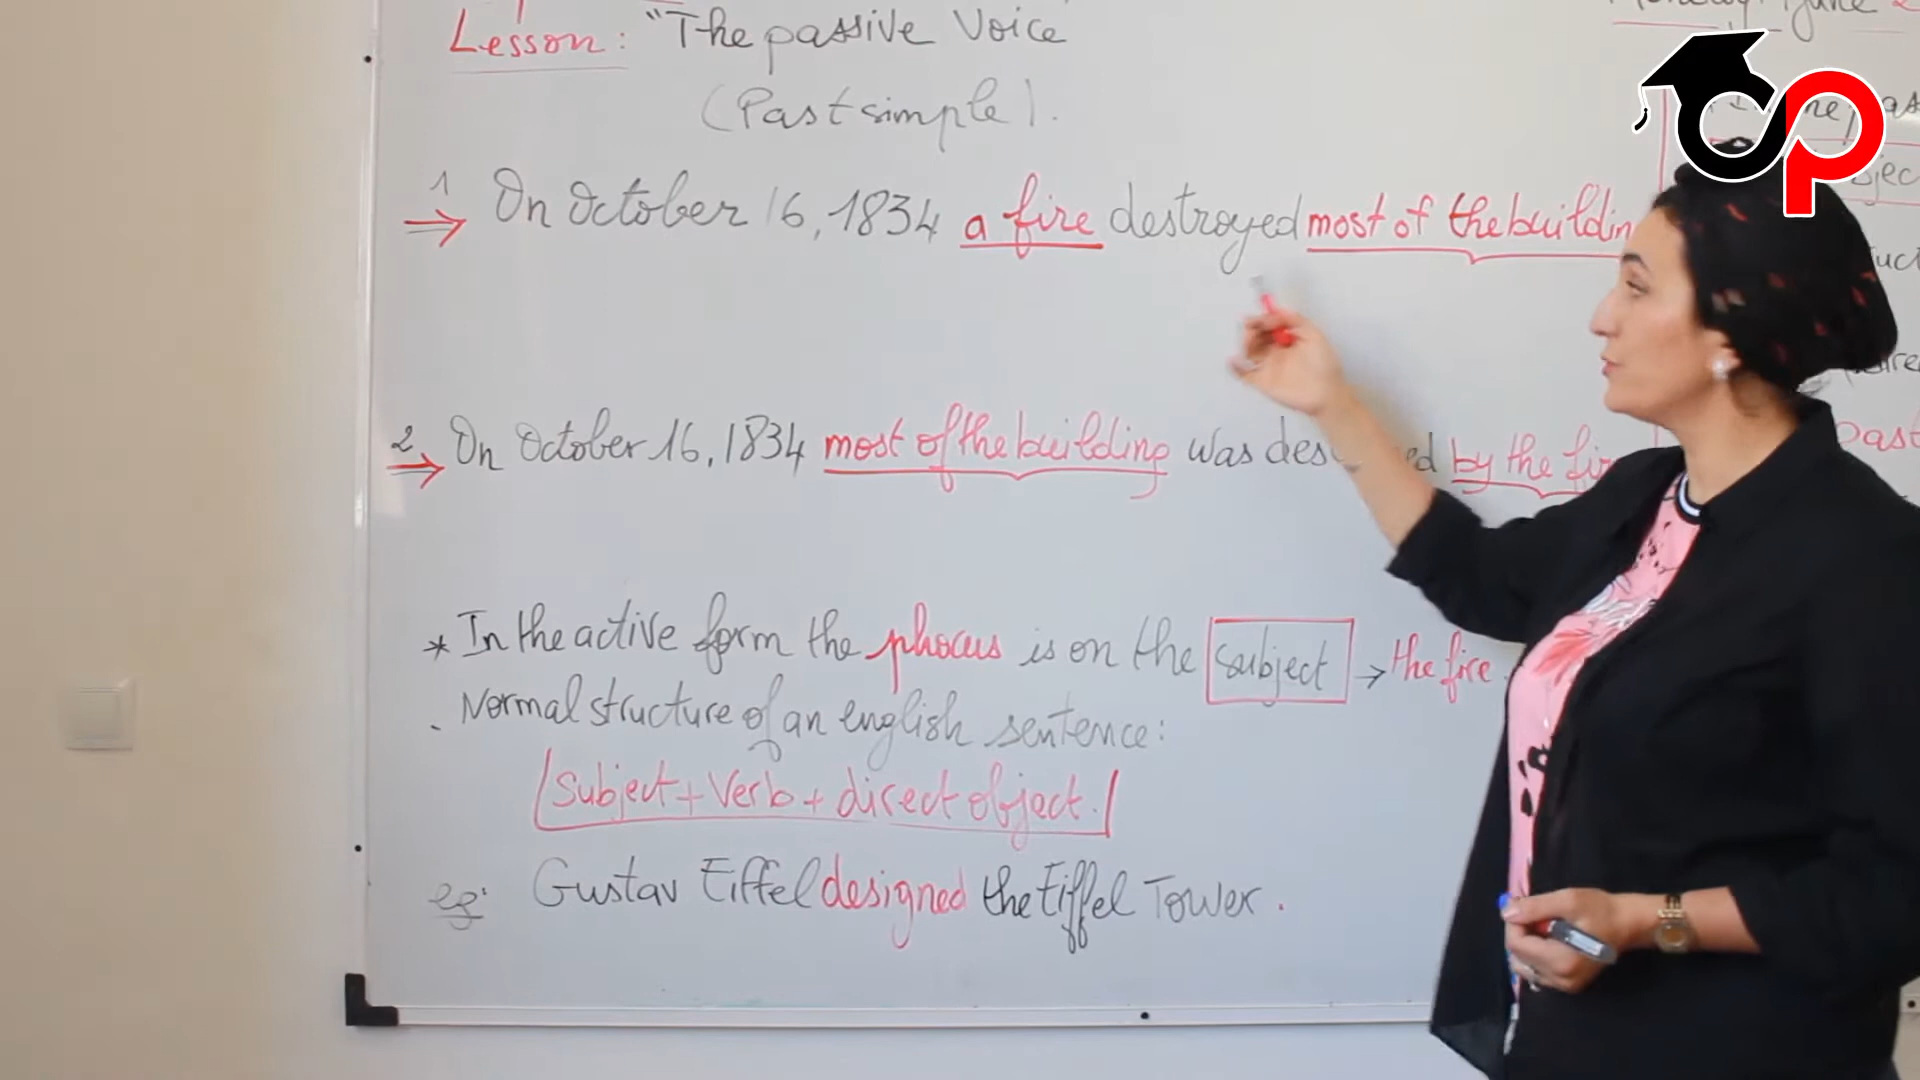 Lesson: "The passive Voice
(Past simple).
1 ⇒ On October 16, 1834 a fire destroyed most of the buildin
2 ⇒ On October 16, 1834 most of the building was des ed by the fir
* In the active form the phocus is on the subject → the fire.
. Normal structure of an english sentence:
Subject + Verb + direct object.
eg: Gustav Eiffel designed the Eiffel Tower.